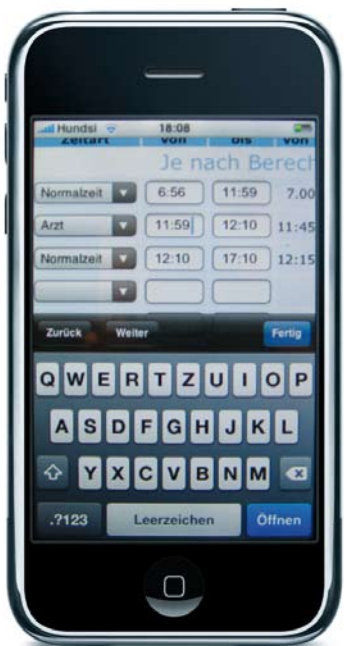 Hundsi 18:08
Zeitart von bis von
Je nach Berech
Normalzeit 6:56 11:59 7.00
Arzt 11:59 12:10 11:45
Normalzeit 12:10 17:10 12:15
Zurück Weiter Fertig
Q W E R T Z U I O P
A S D F G H J K L
Y X C V B N M
.?123 Leerzeichen Öffnen